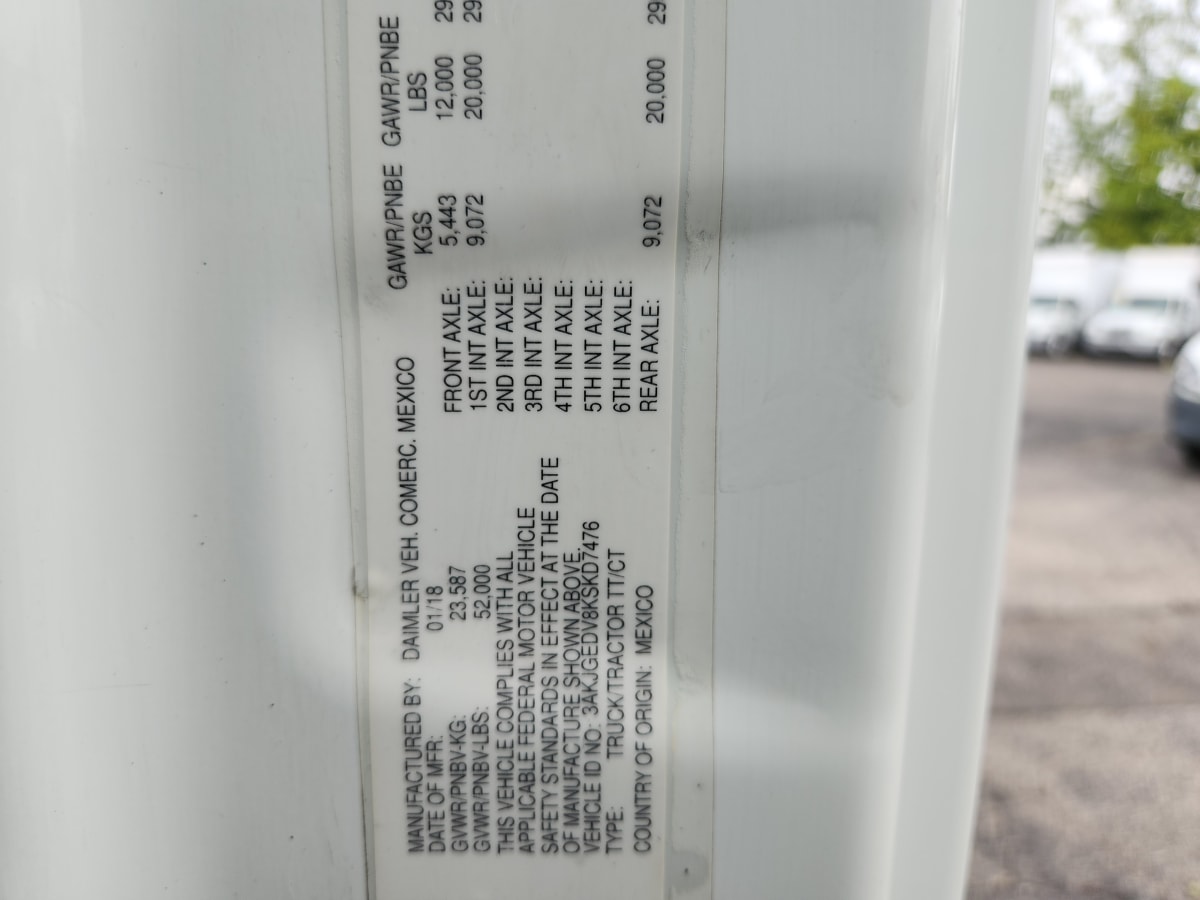 MANUFACTURED BY: DAIMLER VEH. COMERC. MEXICO
DATE OF MFR: 01/18
GVWR/PNBV-KG: 23,587
GVWR/PNBV-LBS: 52,000
THIS VEHICLE COMPLIES WITH ALL
APPLICABLE FEDERAL MOTOR VEHICLE
SAFETY STANDARDS IN EFFECT AT THE DATE
OF MANUFACTURE SHOWN ABOVE.
VEHICLE ID NO: 3AKJGEDV8KSKD7476
TYPE: TRUCK/TRACTOR TT/CT
COUNTRY OF ORIGIN: MEXICO
GAWR/PNBE GAWR/PNBE
KGS LBS
FRONT AXLE: 5,443 12,000 29
1ST INT AXLE: 9,072 20,000 29
2ND INT AXLE:
3RD INT AXLE:
4TH INT AXLE:
5TH INT AXLE:
6TH INT AXLE:
REAR AXLE: 9,072 20,000 29